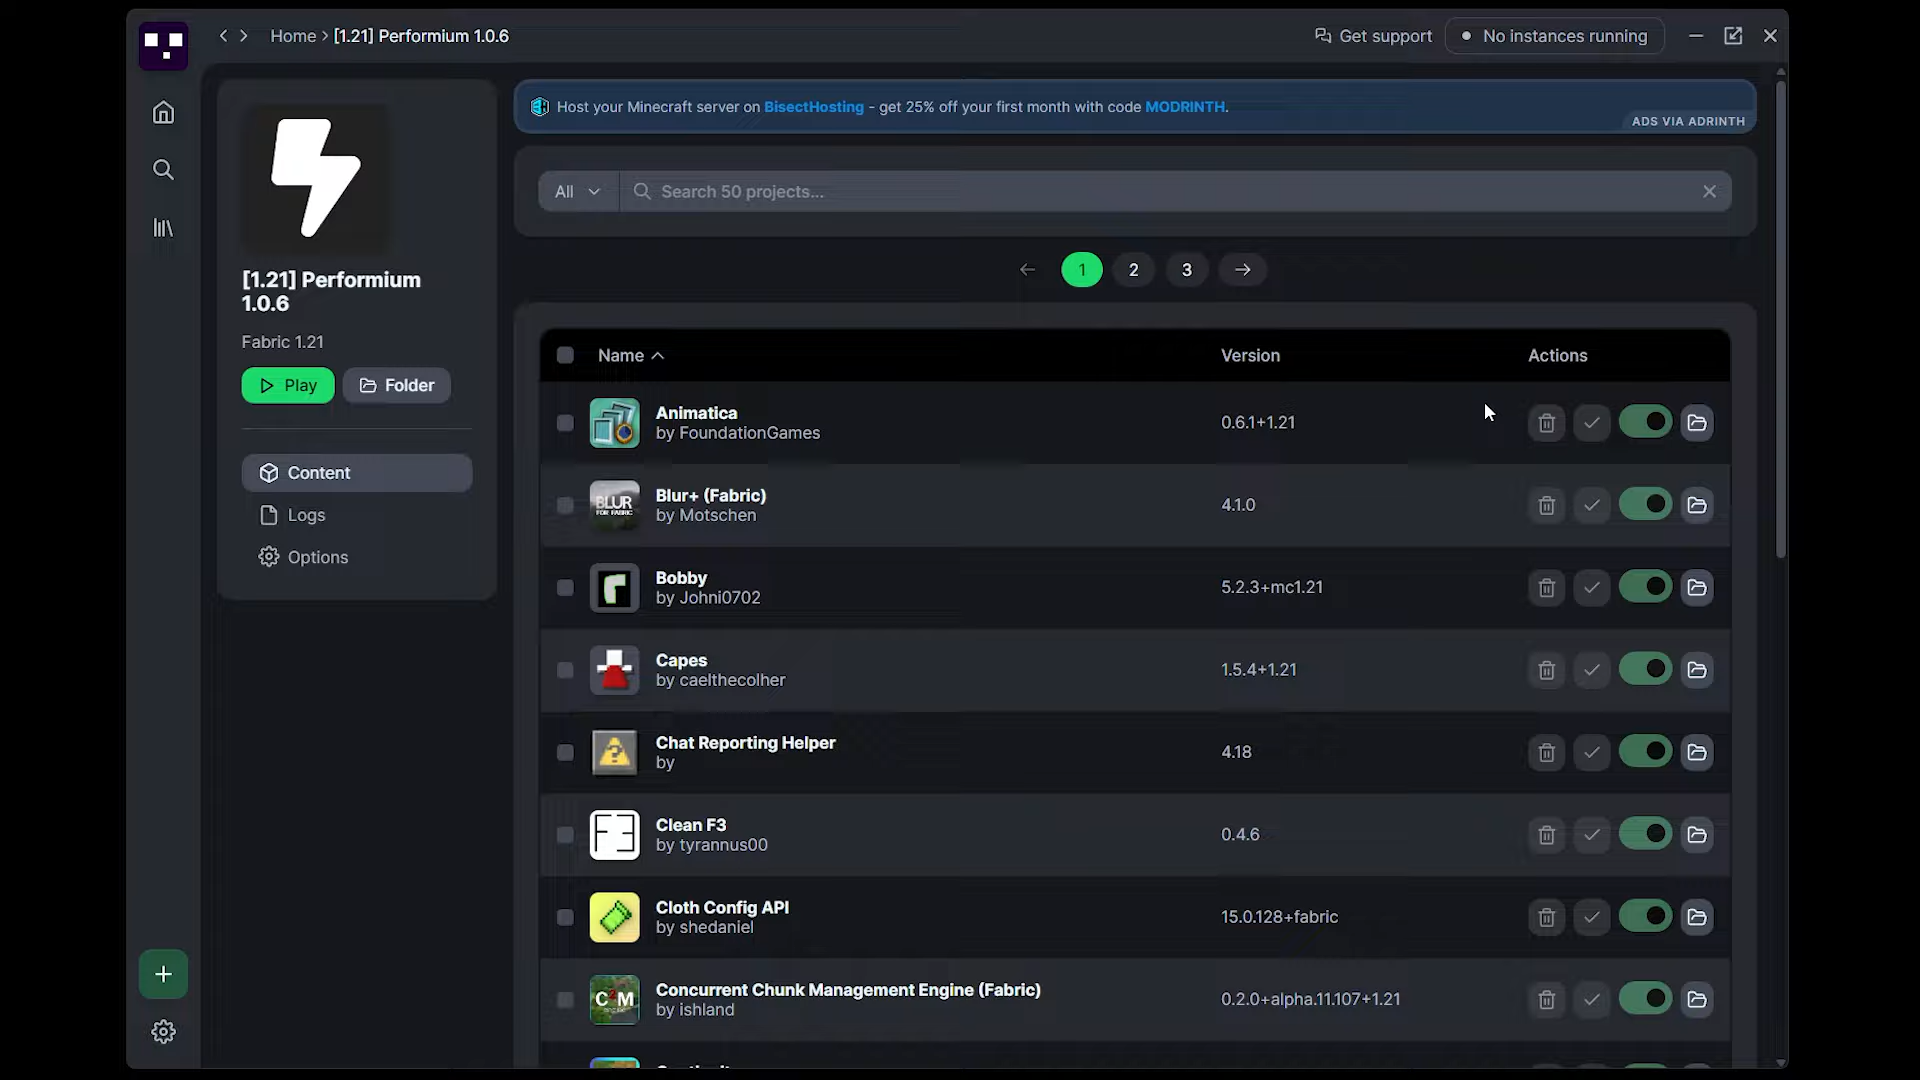 Home > [1.21] Performium 1.0.6
Get support
No instances running
Host your Minecraft server on BisectHosting - get 25% off your first month with code MODRINTH.
ADS VIA ADRINTH
All
Search 50 projects...
1 2 3
[1.21] Performium
1.0.6
Fabric 1.21
Play
Folder
Content
Logs
Options
Name Version Actions
Animatica
by FoundationGames
0.6.1+1.21
BLUR
FOR FABRIC
Blur+ (Fabric)
by Motschen
4.1.0
Bobby
by Johni0702
5.2.3+mc1.21
Capes
by caelthecolher
1.5.4+1.21
Chat Reporting Helper
by
4.18
F3
Clean F3
by tyrannus00
0.4.6
Cloth Config API
by shedaniel
15.0.128+fabric
C²M
Concurrent Chunk Management Engine (Fabric)
by ishland
0.2.0+alpha.11.107+1.21